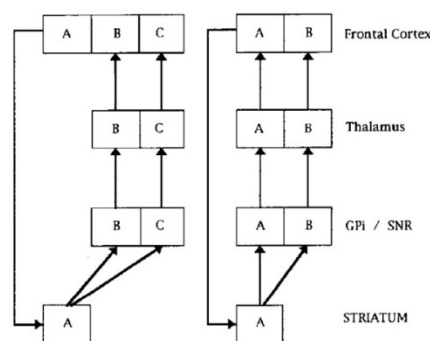 A B C A B Frontal Cortex
B C A B Thalamus
B C A B GPi / SNR
A A STRIATUM